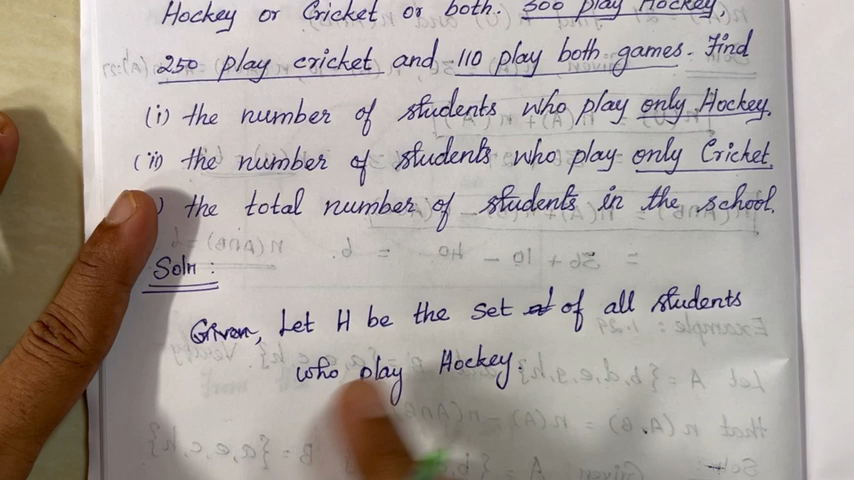 Hockey or Cricket or both. 300 play Hockey,
250 play cricket and 110 play both games. Find
(i) the number of students who play only Hockey.
(ii) the number of students who play only Cricket.
) the total number of students in the school.
Soln :
Given, Let H be the set of all students
who play Hockey.